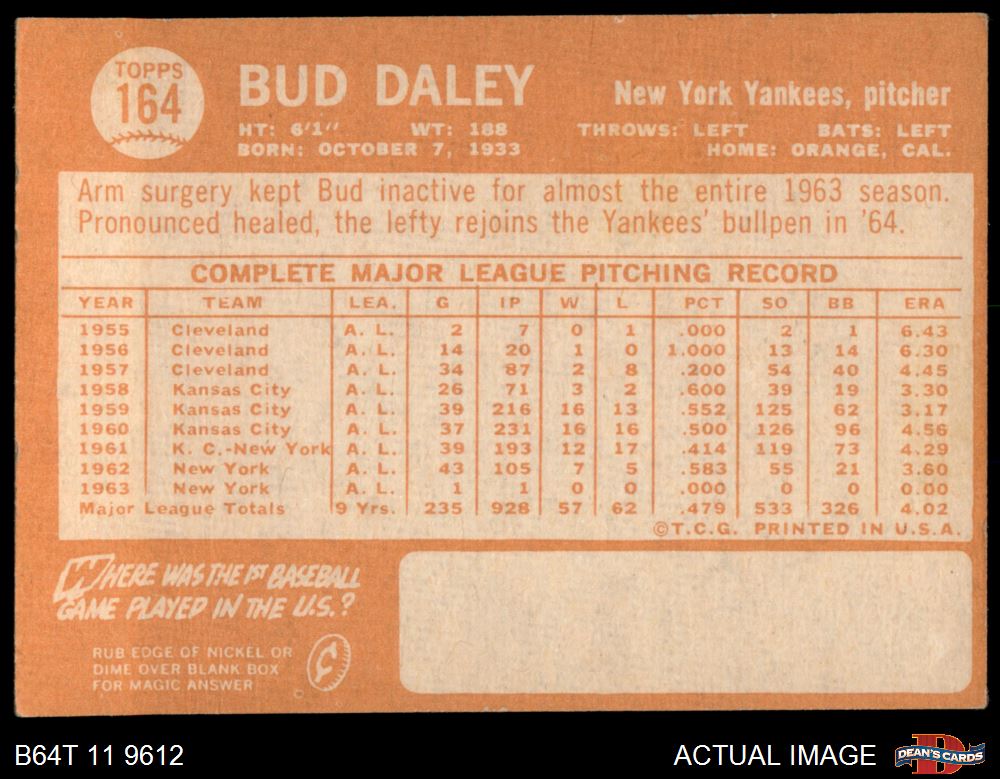 TOPPS
164
BUD DALEY
New York Yankees, pitcher
HT: 6'1" WT: 188 THROWS: LEFT BATS: LEFT
BORN: OCTOBER 7, 1933 HOME: ORANGE, CAL.
Arm surgery kept Bud inactive for almost the entire 1963 season.
Pronounced healed, the lefty rejoins the Yankees' bullpen in '64.
COMPLETE MAJOR LEAGUE PITCHING RECORD
YEAR TEAM LEA. G IP W L PCT SO BB ERA
1955 Cleveland A. L. 2 7 0 1 .000 2 1 6.43
1956 Cleveland A. L. 14 20 1 0 1.000 13 14 6.30
1957 Cleveland A. L. 34 87 2 8 .200 54 40 4.45
1958 Kansas City A. L. 26 71 3 2 .600 39 19 3.30
1959 Kansas City A. L. 39 216 16 13 .552 125 62 3.17
1960 Kansas City A. L. 37 231 16 16 .500 126 96 4.56
1961 K. C.-New York A. L. 39 193 12 17 .414 119 73 4.29
1962 New York A. L. 43 105 7 5 .583 55 21 3.60
1963 New York A. L. 1 1 0 0 .000 0 0 0.00
Major League Totals 9 Yrs. 235 928 57 62 .479 533 326 4.02
©T.C.G. PRINTED IN U.S.A.
WHERE WAS THE 1ST BASEBALL
GAME PLAYED IN THE U.S.?
RUB EDGE OF NICKEL OR
DIME OVER BLANK BOX
FOR MAGIC ANSWER
B64T 11 9612 ACTUAL IMAGE
D
DEAN'S CARDS